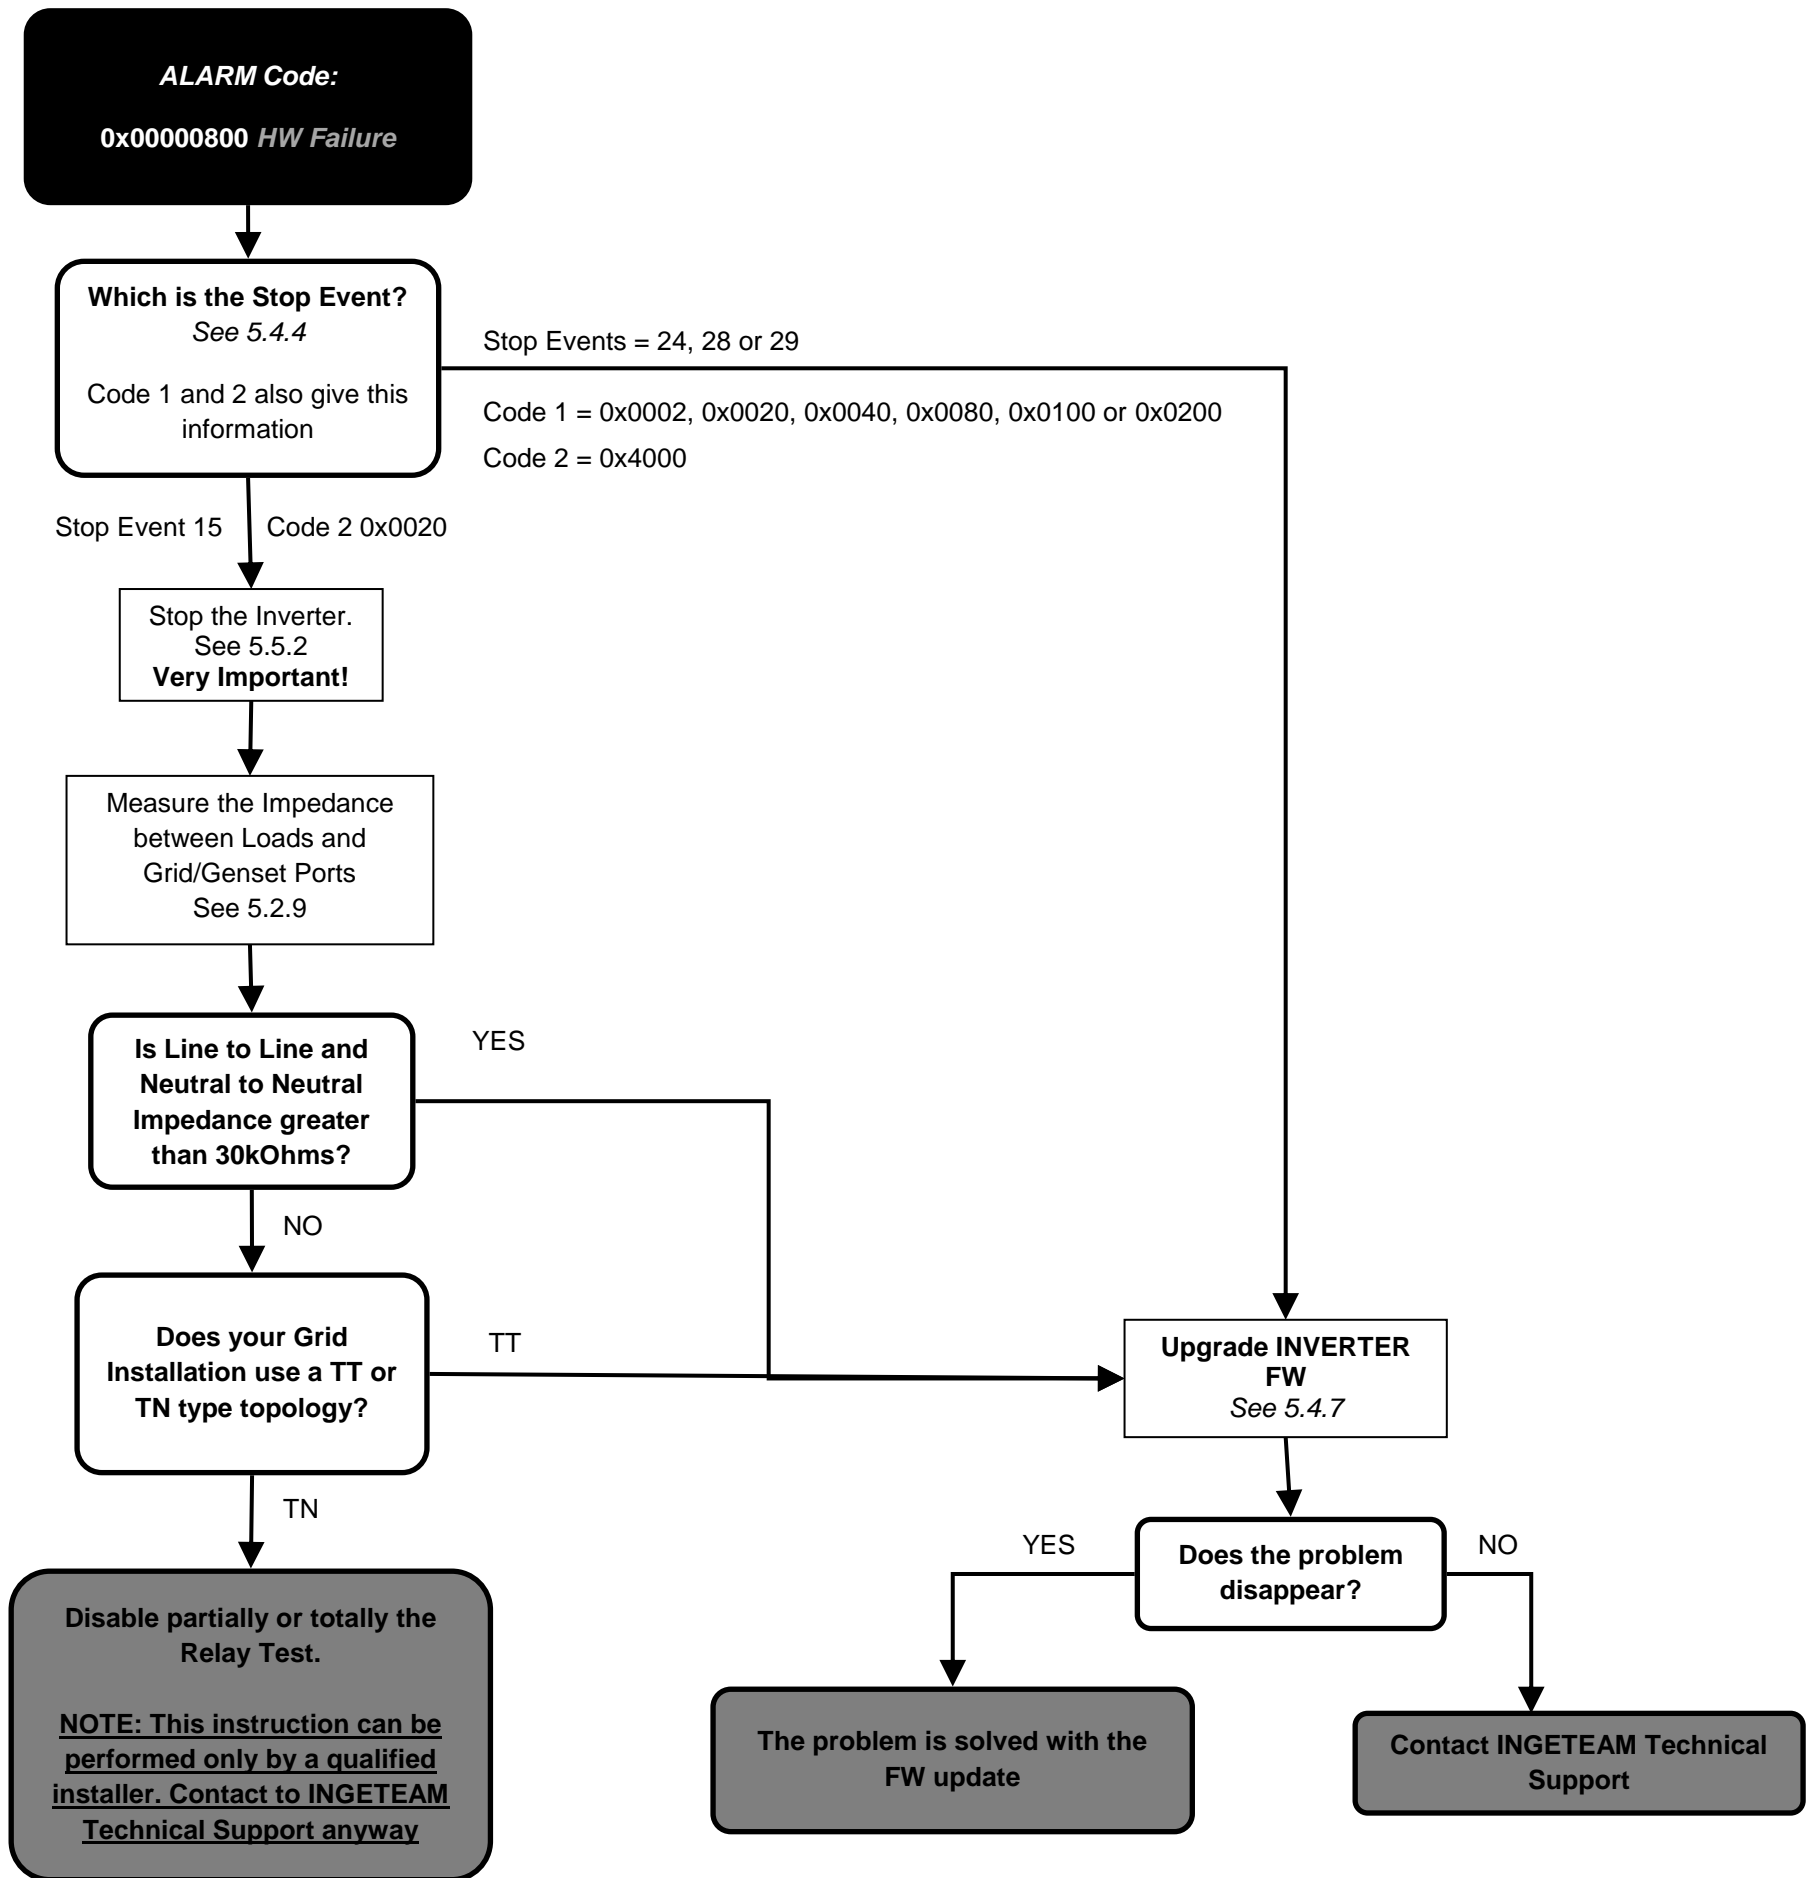 ALARM Code:
0x00000800 HW Failure
Which is the Stop Event?
See 5.4.4
Code 1 and 2 also give this
information
Stop Events = 24, 28 or 29
Code 1 = 0x0002, 0x0020, 0x0040, 0x0080, 0x0100 or 0x0200
Code 2 = 0x4000
Stop Event 15
Code 2 0x0020
Stop the Inverter.
See 5.5.2
Very Important!
Measure the Impedance
between Loads and
Grid/Genset Ports
See 5.2.9
Is Line to Line and
Neutral to Neutral
Impedance greater
than 30kOhms?
YES
NO
Does your Grid
Installation use a TT or
TN type topology?
TT
TN
Upgrade INVERTER
FW
See 5.4.7
Does the problem
disappear?
YES
NO
Disable partially or totally the
Relay Test.
NOTE: This instruction can be
performed only by a qualified
installer. Contact to INGETEAM
Technical Support anyway
The problem is solved with the
FW update
Contact INGETEAM Technical
Support